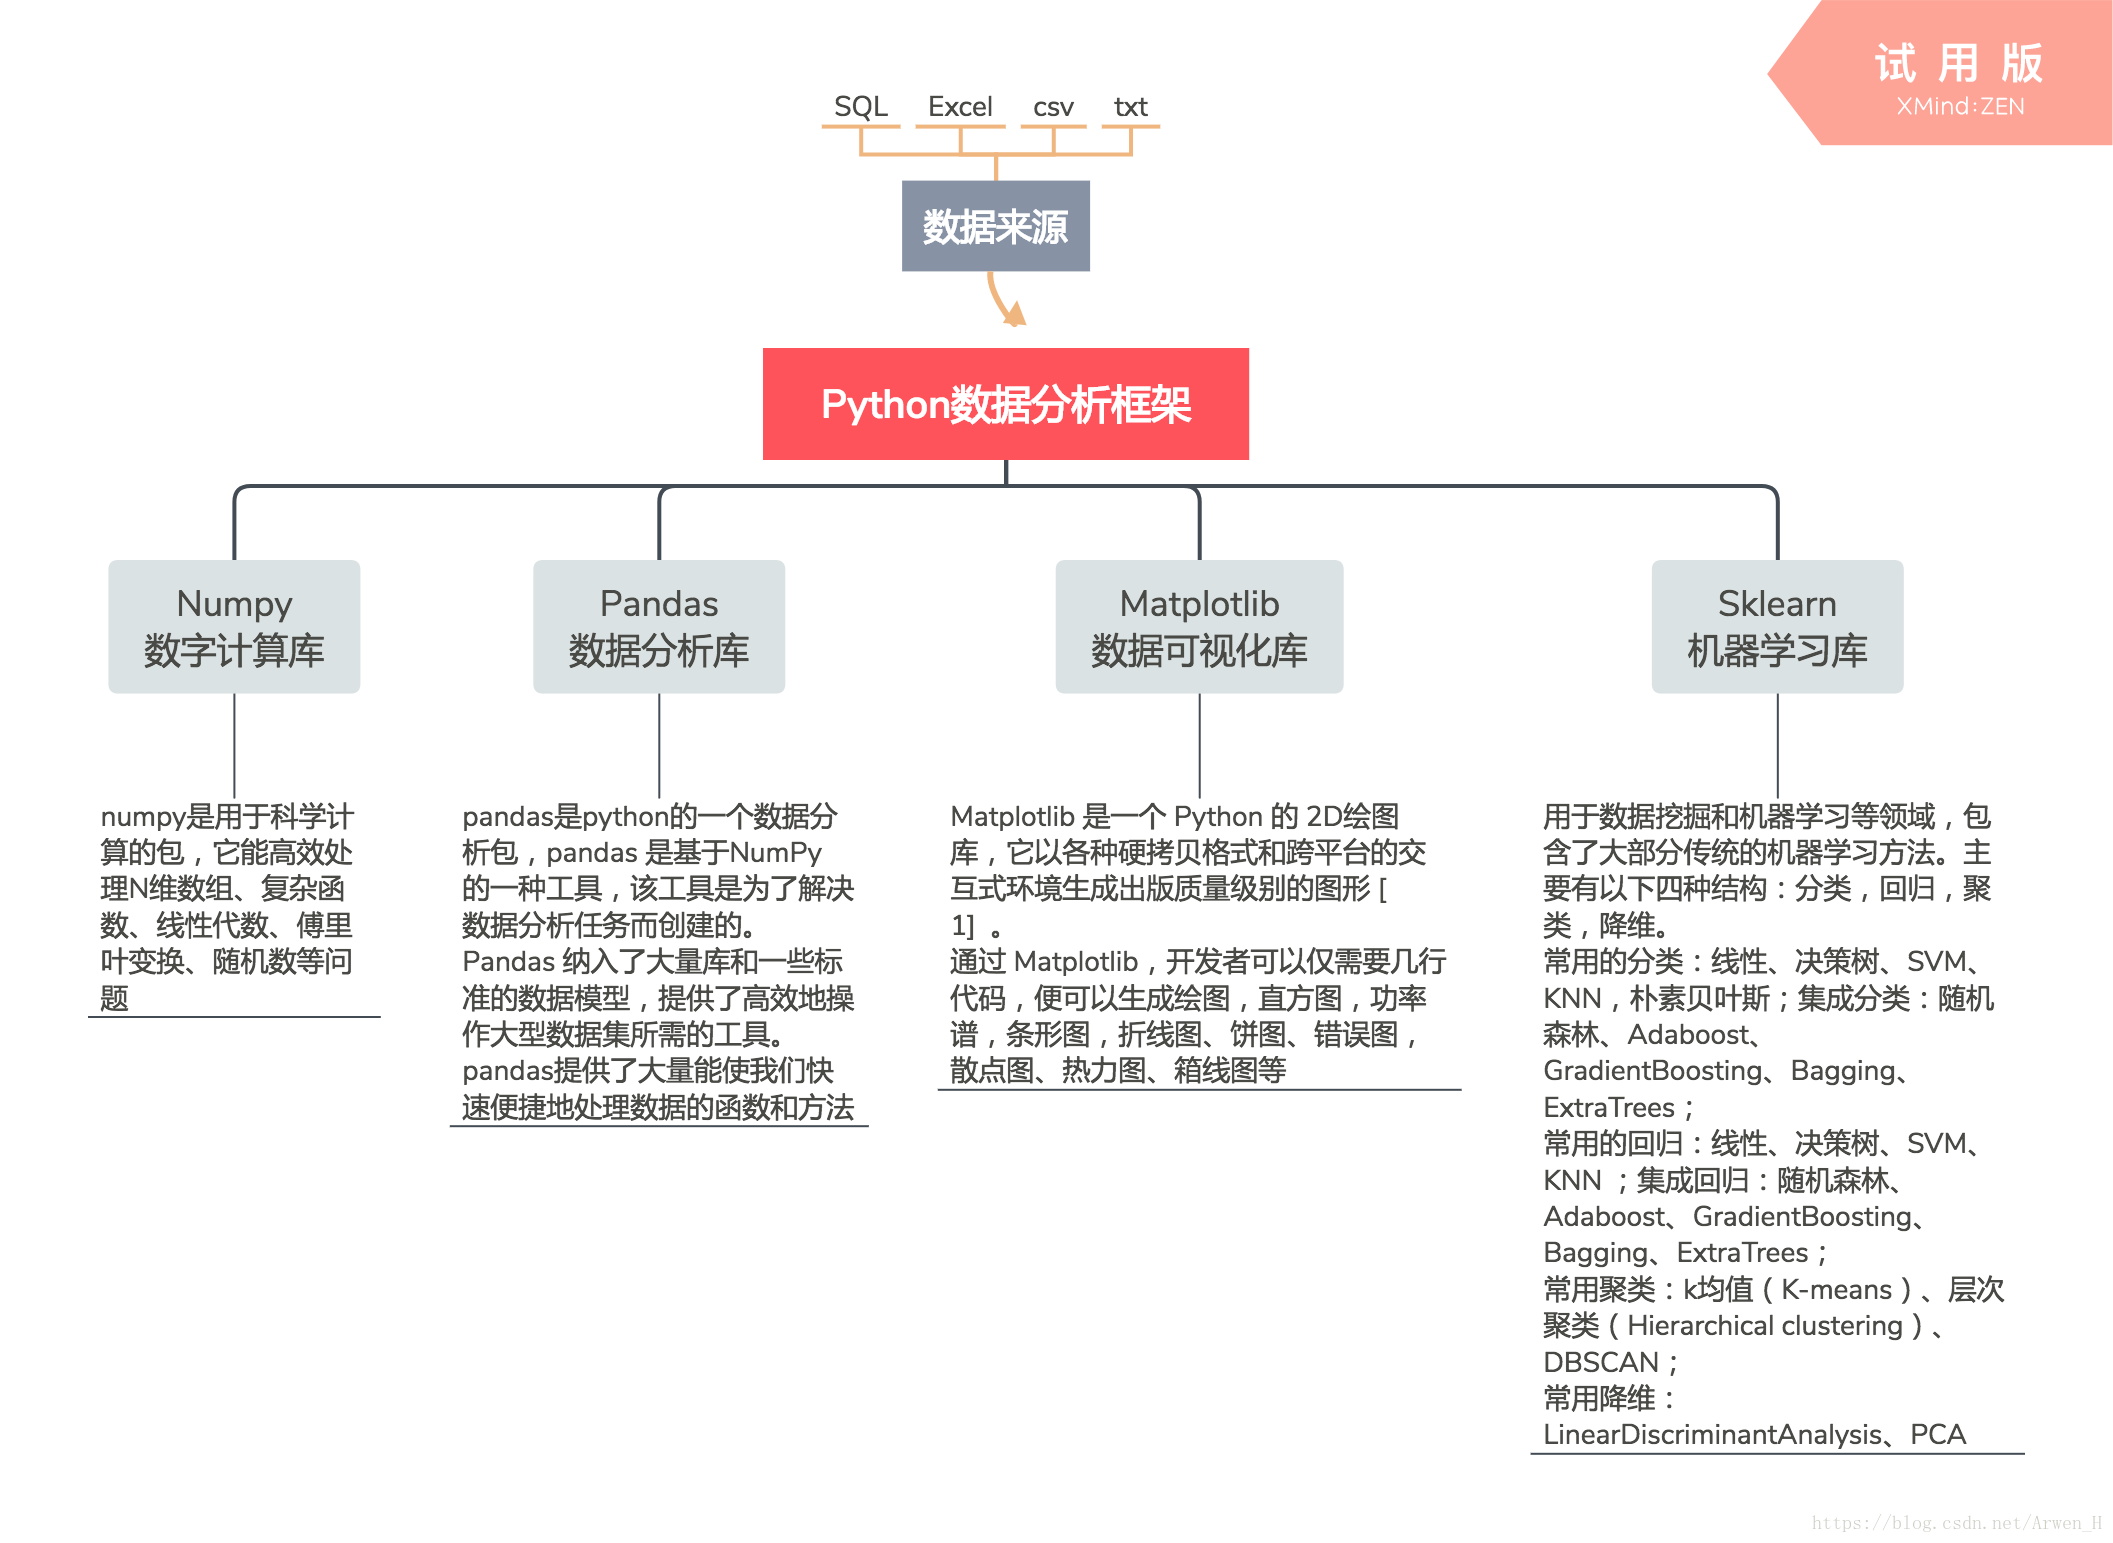 试用版
XMind:ZEN
SQL Excel csv txt
数据来源
Python数据分析框架
Numpy
数字计算库
Pandas
数据分析库
Matplotlib
数据可视化库
Sklearn
机器学习库
numpy是用于科学计
算的包，它能高效处
理N维数组、复杂函
数、线性代数、傅里
叶变换、随机数等问
题
pandas是python的一个数据分
析包，pandas 是基于NumPy
的一种工具，该工具是为了解决
数据分析任务而创建的。
Pandas 纳入了大量库和一些标
准的数据模型，提供了高效地操
作大型数据集所需的工具。
pandas提供了大量能使我们快
速便捷地处理数据的函数和方法
Matplotlib 是一个 Python 的 2D绘图
库，它以各种硬拷贝格式和跨平台的交
互式环境生成出版质量级别的图形 [
1] 。
通过 Matplotlib，开发者可以仅需要几行
代码，便可以生成绘图，直方图，功率
谱，条形图，折线图、饼图、错误图，
散点图、热力图、箱线图等
用于数据挖掘和机器学习等领域，包
含了大部分传统的机器学习方法。主
要有以下四种结构：分类，回归，聚
类，降维。
常用的分类：线性、决策树、SVM、
KNN，朴素贝叶斯；集成分类：随机
森林、Adaboost、
GradientBoosting、Bagging、
ExtraTrees；
常用的回归：线性、决策树、SVM、
KNN ；集成回归：随机森林、
Adaboost、GradientBoosting、
Bagging、ExtraTrees；
常用聚类：k均值（K-means）、层次
聚类（Hierarchical clustering）、
DBSCAN；
常用降维：
LinearDiscriminantAnalysis、PCA
https://blog.csdn.net/Arwen_H